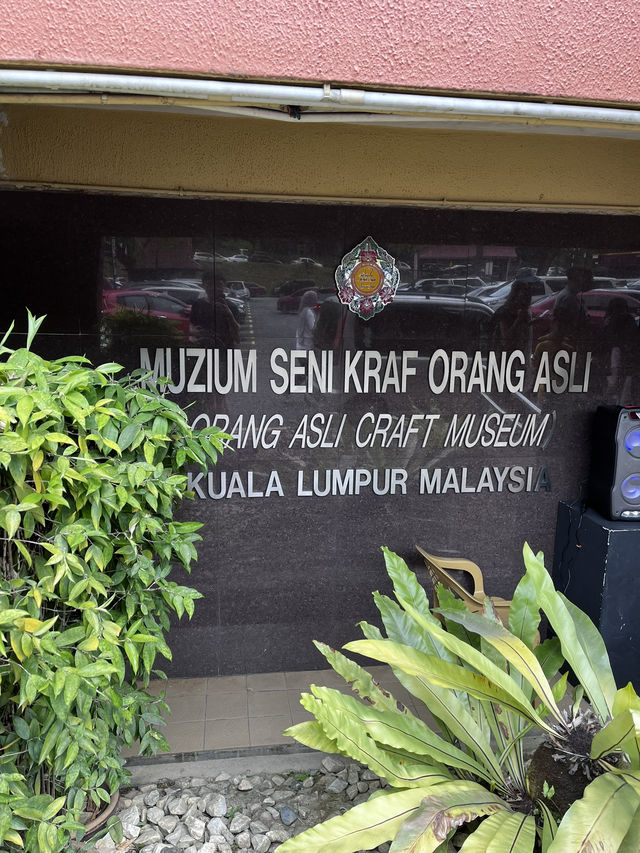 MUZIUM SENI KRAF ORANG ASLI
(ORANG ASLI CRAFT MUSEUM)
KUALA LUMPUR MALAYSIA